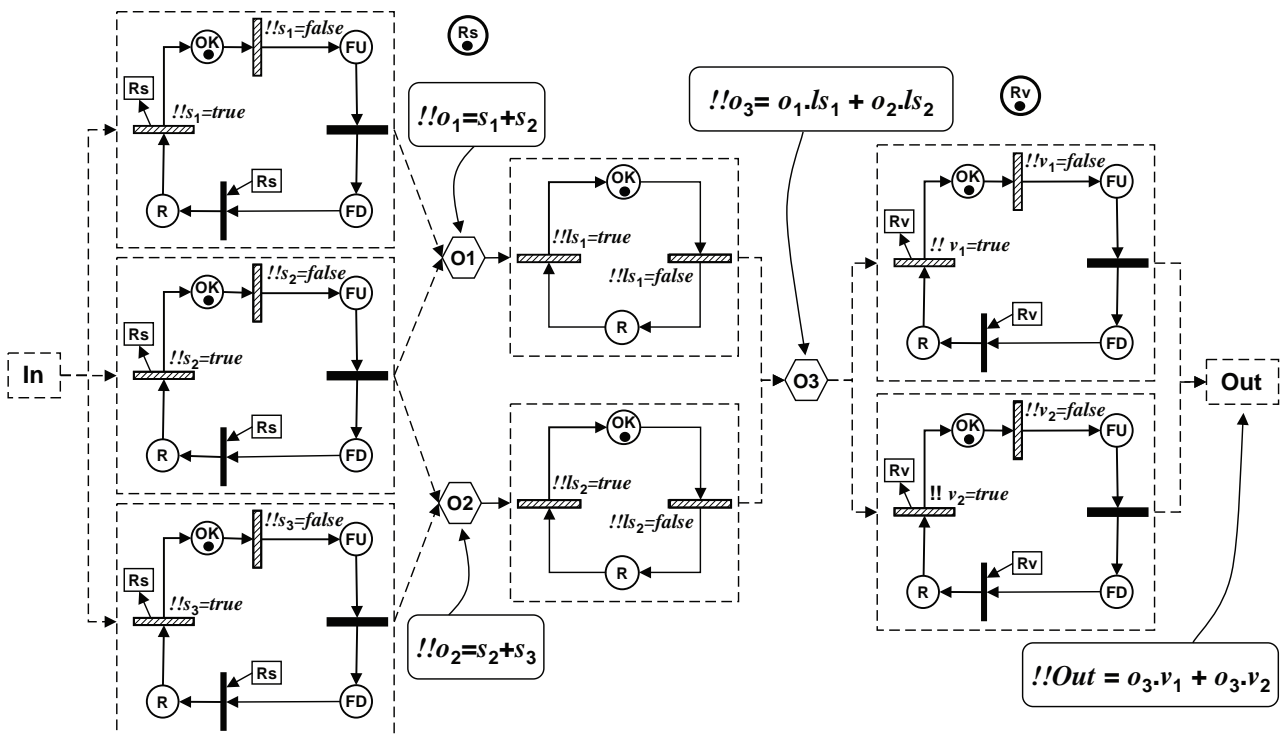 !!s1=false
OK
FU
Rs
!!s1=true
Rs
R
FD
Rs
!!o1=s1+s2
!!o3= o1.ls1 + o2.ls2
Rv
!!s2=false
OK
FU
Rs
!!s2=true
Rs
R
FD
O1
OK
!!ls1=true
!!ls1=false
R
!!v1=false
OK
FU
Rv
!! v1=true
Rv
R
FD
In
O3
Out
!!s3=false
OK
FU
Rs
!!s3=true
Rs
R
FD
O2
OK
!!ls2=true
!!ls2=false
R
!!v2=false
OK
FU
Rv
!! v2=true
Rv
R
FD
!!o2=s2+s3
!!Out = o3.v1 + o3.v2